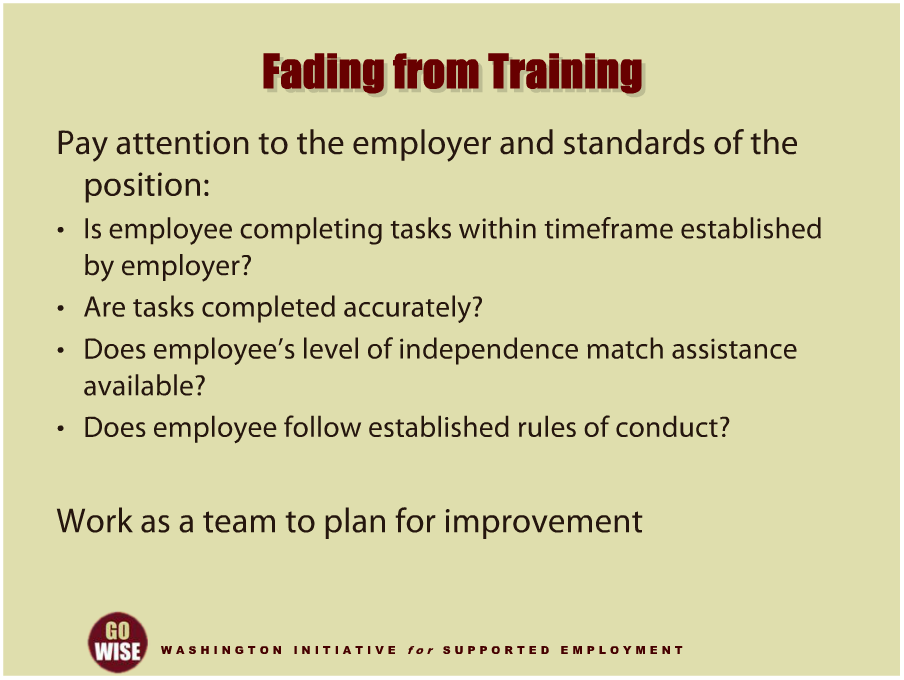 Fading from Training
Pay attention to the employer and standards of the
position:
• Is employee completing tasks within timeframe established
by employer?
• Are tasks completed accurately?
• Does employee’s level of independence match assistance
available?
• Does employee follow established rules of conduct?
Work as a team to plan for improvement
GO
WISE
WASHINGTON INITIATIVE for SUPPORTED EMPLOYMENT